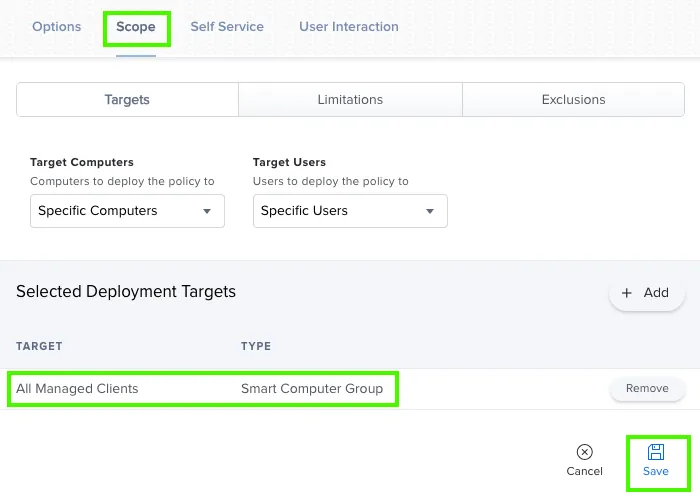 Options Scope Self Service User Interaction
Targets Limitations Exclusions
Target Computers Target Users
Computers to deploy the policy to Users to deploy the policy to
Specific Computers Specific Users
Selected Deployment Targets + Add
TARGET TYPE
All Managed Clients Smart Computer Group Remove
Cancel Save